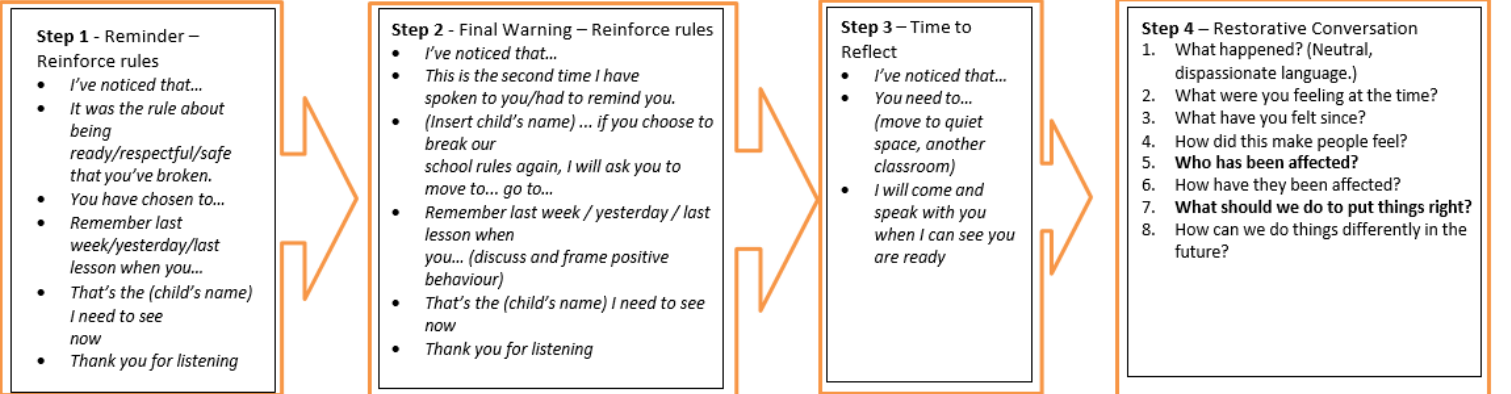 Step 1 - Reminder –
Reinforce rules
• I've noticed that...
• It was the rule about
being
ready/respectful/safe
that you've broken.
• You have chosen to...
• Remember last
week/yesterday/last
lesson when you...
• That's the (child's name)
I need to see
now
• Thank you for listening
Step 2 - Final Warning – Reinforce rules
• I've noticed that...
• This is the second time I have
spoken to you/had to remind you.
• (Insert child's name) ... if you choose to
break our
school rules again, I will ask you to
move to... go to...
• Remember last week / yesterday / last
lesson when
you... (discuss and frame positive
behaviour)
• That's the (child's name) I need to see
now
• Thank you for listening
Step 3 – Time to
Reflect
• I've noticed that...
• You need to...
(move to quiet
space, another
classroom)
• I will come and
speak with you
when I can see you
are ready
Step 4 – Restorative Conversation
1. What happened? (Neutral,
dispassionate language.)
2. What were you feeling at the time?
3. What have you felt since?
4. How did this make people feel?
5. Who has been affected?
6. How have they been affected?
7. What should we do to put things right?
8. How can we do things differently in the
future?